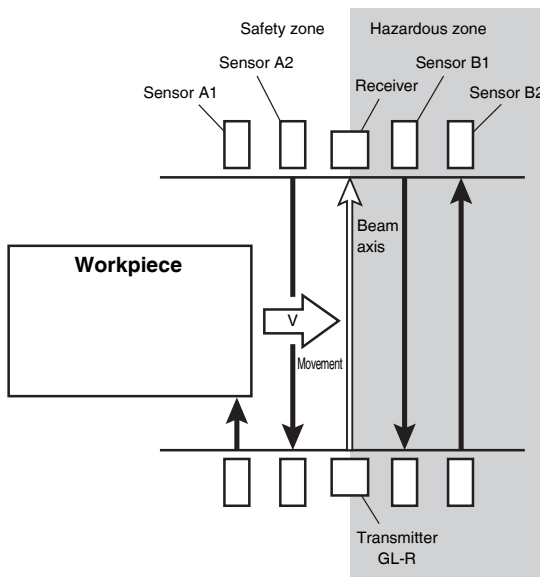 Safety zone
Hazardous zone
Sensor A2
Sensor B1
Sensor A1
Receiver
Sensor B2
Beam
axis
Workpiece
V
Movement
Transmitter
GL-R